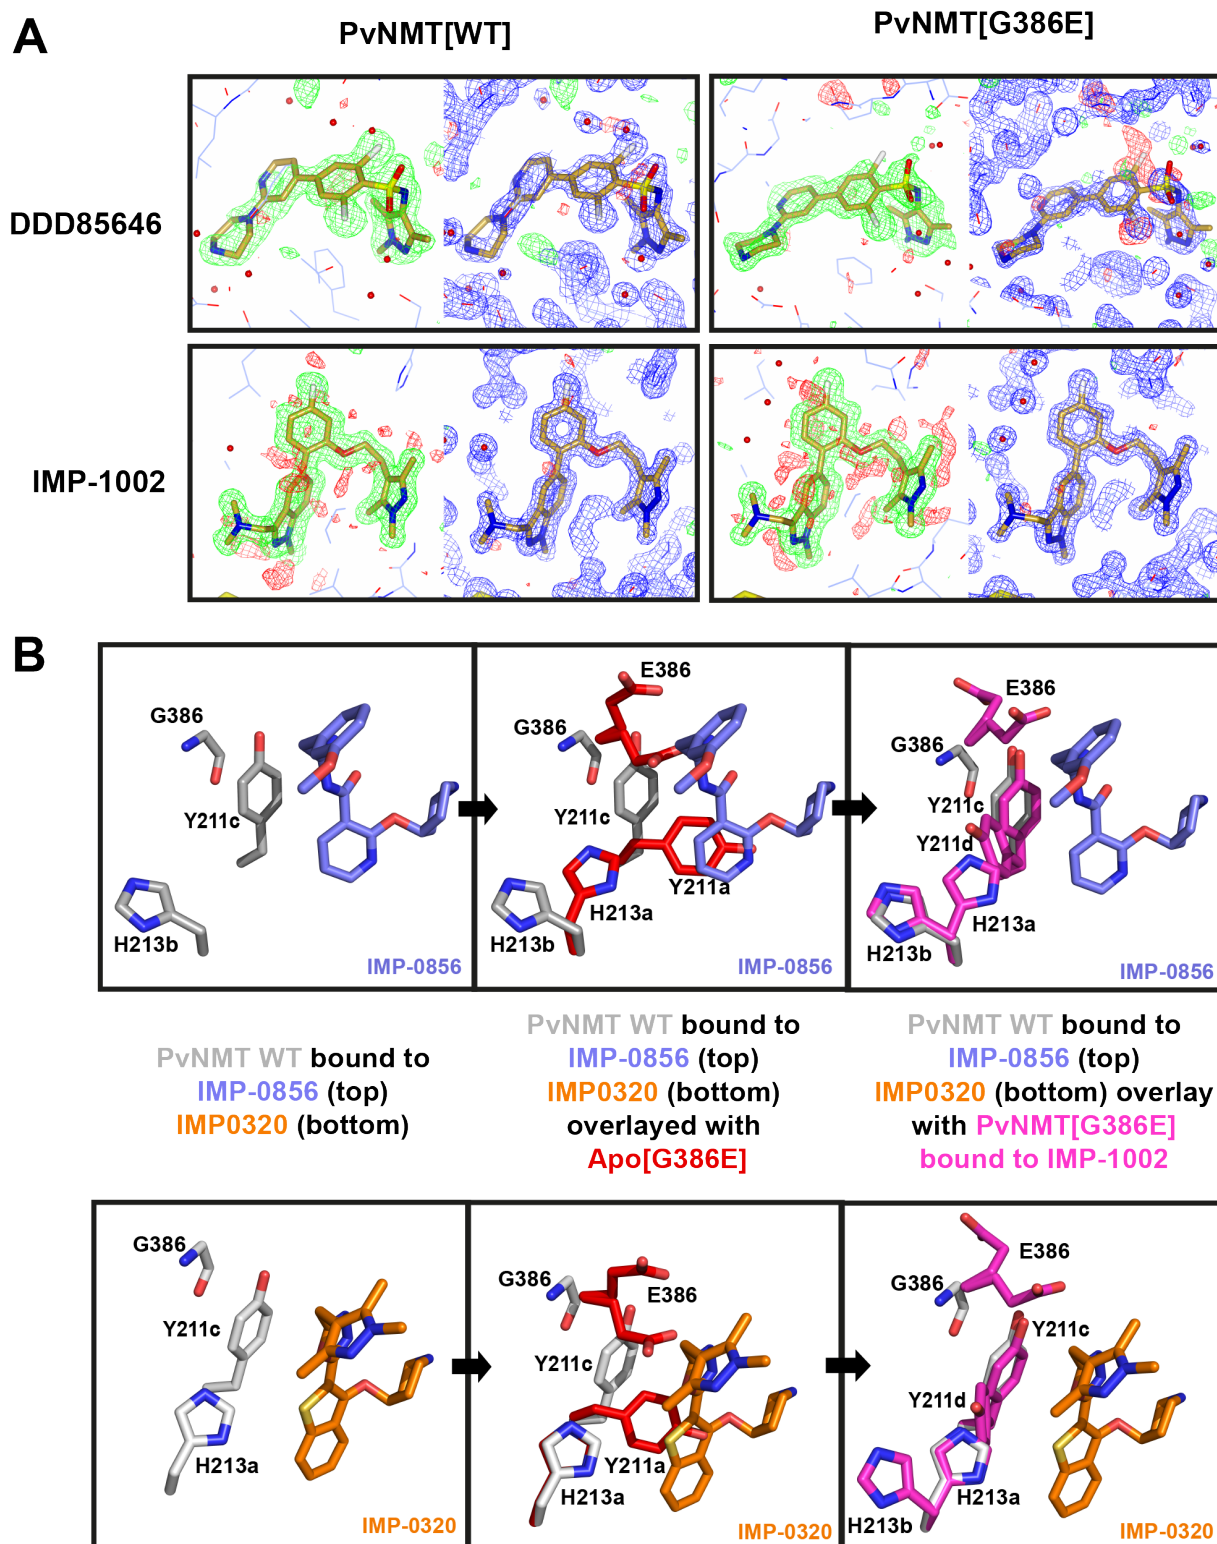 A
PvNMT[WT]
PvNMT[G386E]
DDD85646
IMP-1002
B
G386
Y211c
H213b
IMP-0856
E386
G386
Y211c
Y211a
H213a
H213b
IMP-0856
E386
G386
Y211c
Y211d
H213a
H213b
IMP-0856
PvNMT WT bound to
IMP-0856 (top)
IMP0320 (bottom)
PvNMT WT bound to
IMP-0856 (top)
IMP0320 (bottom)
overlayed with
Apo[G386E]
PvNMT WT bound to
IMP-0856 (top)
IMP0320 (bottom) overlay
with PvNMT[G386E]
bound to IMP-1002
G386
Y211c
H213a
IMP-0320
G386
E386
Y211c
Y211a
H213a
IMP-0320
E386
G386
Y211c
Y211d
H213a
H213b
IMP-0320